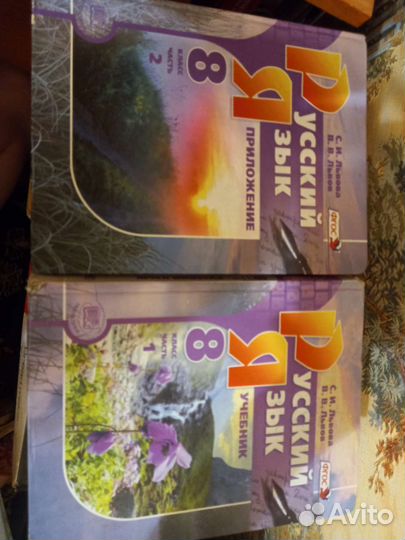 С. И. Львова
В. В. Львов
Русский
Язык
8
КЛАСС
ЧАСТЬ 2
ПРИЛОЖЕНИЕ
ФГОС
С. И. Львова
В. В. Львов
Русский
Язык
8
КЛАСС
ЧАСТЬ 1
УЧЕБНИК
ФГОС
Avito